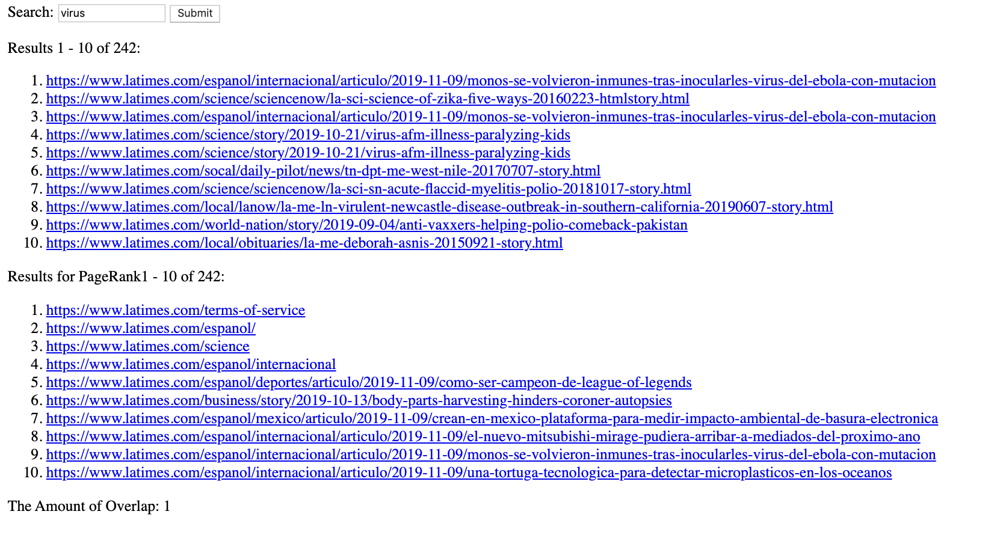 Search: virus Submit
Results 1 - 10 of 242:
1. https://www.latimes.com/espanol/internacional/articulo/2019-11-09/monos-se-volvieron-inmunes-tras-inocularles-virus-del-ebola-con-mutacion
2. https://www.latimes.com/science/sciencenow/la-sci-science-of-zika-five-ways-20160223-htmlstory.html
3. https://www.latimes.com/espanol/internacional/articulo/2019-11-09/monos-se-volvieron-inmunes-tras-inocularles-virus-del-ebola-con-mutacion
4. https://www.latimes.com/science/story/2019-10-21/virus-afm-illness-paralyzing-kids
5. https://www.latimes.com/science/story/2019-10-21/virus-afm-illness-paralyzing-kids
6. https://www.latimes.com/socal/daily-pilot/news/tn-dpt-me-west-nile-20170707-story.html
7. https://www.latimes.com/science/sciencenow/la-sci-sn-acute-flaccid-myelitis-polio-20181017-story.html
8. https://www.latimes.com/local/lanow/la-me-ln-virulent-newcastle-disease-outbreak-in-southern-california-20190607-story.html
9. https://www.latimes.com/world-nation/story/2019-09-04/anti-vaxxers-helping-polio-comeback-pakistan
10. https://www.latimes.com/local/obituaries/la-me-deborah-asnis-20150921-story.html
Results for PageRank1 - 10 of 242:
1. https://www.latimes.com/terms-of-service
2. https://www.latimes.com/espanol/
3. https://www.latimes.com/science
4. https://www.latimes.com/espanol/internacional
5. https://www.latimes.com/espanol/deportes/articulo/2019-11-09/como-ser-campeon-de-league-of-legends
6. https://www.latimes.com/business/story/2019-10-13/body-parts-harvesting-hinders-coroner-autopsies
7. https://www.latimes.com/espanol/mexico/articulo/2019-11-09/crean-en-mexico-plataforma-para-medir-impacto-ambiental-de-basura-electronica
8. https://www.latimes.com/espanol/internacional/articulo/2019-11-09/el-nuevo-mitsubishi-mirage-pudiera-arribar-a-mediados-del-proximo-ano
9. https://www.latimes.com/espanol/internacional/articulo/2019-11-09/monos-se-volvieron-inmunes-tras-inocularles-virus-del-ebola-con-mutacion
10. https://www.latimes.com/espanol/internacional/articulo/2019-11-09/una-tortuga-tecnologica-para-detectar-microplasticos-en-los-oceanos
The Amount of Overlap: 1